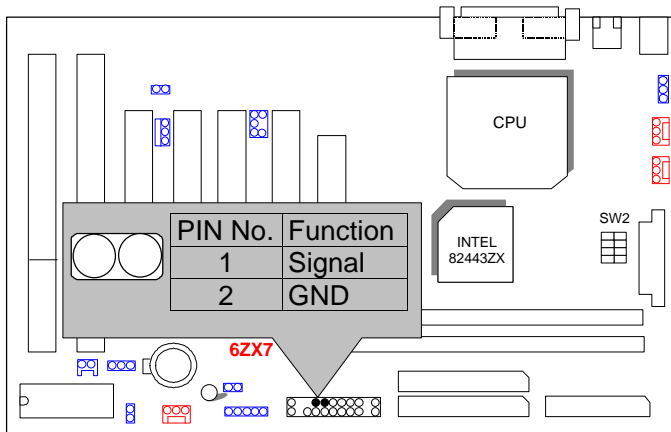 CPU
SW2
INTEL
82443ZX
PIN No. Function
1 Signal
2 GND
6ZX7